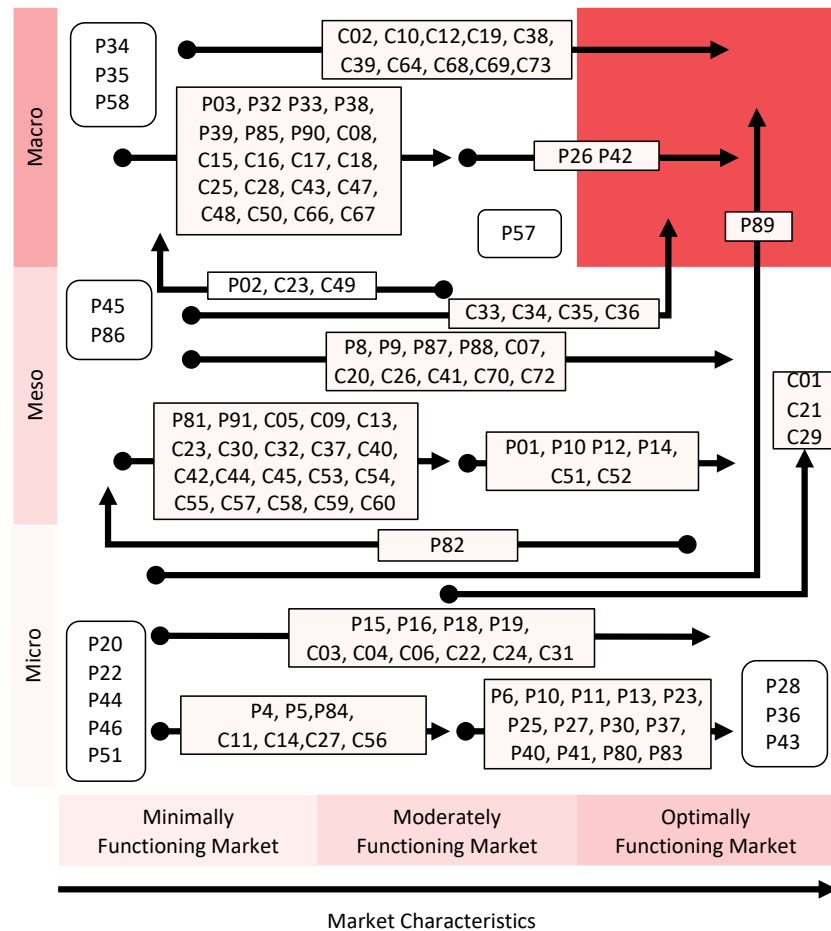 Macro
P34
P35
P58
C02, C10,C12,C19, C38,
C39, C64, C68,C69,C73
P03, P32 P33, P38,
P39, P85, P90, C08,
C15, C16, C17, C18,
C25, C28, C43, C47,
C48, C50, C66, C67
P26 P42
P57
P89
Meso
P02, C23, C49
P45
P86
C33, C34, C35, C36
P8, P9, P87, P88, C07,
C20, C26, C41, C70, C72
C01
C21
C29
P81, P91, C05, C09, C13,
C23, C30, C32, C37, C40,
C42,C44, C45, C53, C54,
C55, C57, C58, C59, C60
P01, P10 P12, P14,
C51, C52
P82
Micro
P20
P22
P44
P46
P51
P15, P16, P18, P19,
C03, C04, C06, C22, C24, C31
P4, P5,P84,
C11, C14,C27, C56
P6, P10, P11, P13, P23,
P25, P27, P30, P37,
P40, P41, P80, P83
P28
P36
P43
Minimally
Functioning Market
Moderately
Functioning Market
Optimally
Functioning Market
Market Characteristics